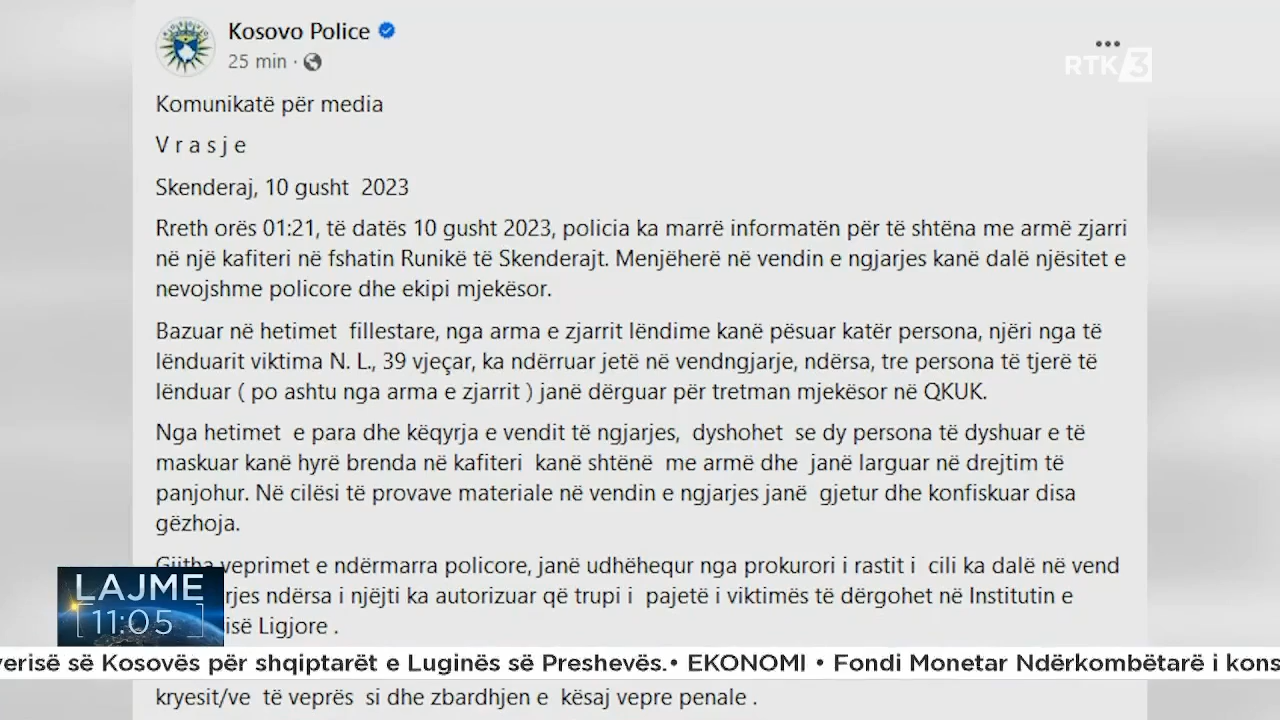 Kosovo Police
25 min ·
RTK 3
Komunikatë për media
V r a s j e
Skenderaj, 10 gusht 2023
Rreth orës 01:21, të datës 10 gusht 2023, policia ka marrë informatën për të shtëna me armë zjarri
në një kafiteri në fshatin Runikë të Skenderajt. Menjëherë në vendin e ngjarjes kanë dalë njësitet e
nevojshme policore dhe ekipi mjekësor.
Bazuar në hetimet fillestare, nga arma e zjarrit lëndime kanë pësuar katër persona, njëri nga të
lënduarit viktima N. L., 39 vjeçar, ka ndërruar jetë në vendngjarje, ndërsa, tre persona të tjerë të
lënduar ( po ashtu nga arma e zjarrit ) janë dërguar për tretman mjekësor në QKUK.
Nga hetimet e para dhe këqyrja e vendit të ngjarjes, dyshohet se dy persona të dyshuar e të
maskuar kanë hyrë brenda në kafiteri kanë shtënë me armë dhe janë larguar në drejtim të
panjohur. Në cilësi të provave materiale në vendin e ngjarjes janë gjetur dhe konfiskuar disa
gëzhoja.
Gjitha veprimet e ndërmarra policore, janë udhëhequr nga prokurori i rastit i cili ka dalë në vend
rjes ndërsa i njëjti ka autorizuar që trupi i pajetë i viktimës të dërgohet në Institutin e
isë Ligjore .
LAJME
11:05
verisë së Kosovës për shqiptarët e Luginës së Preshevës.• EKONOMI • Fondi Monetar Ndërkombëtarë i kons
kryesit/ve të veprës si dhe zbardhjen e kësaj vepre penale .